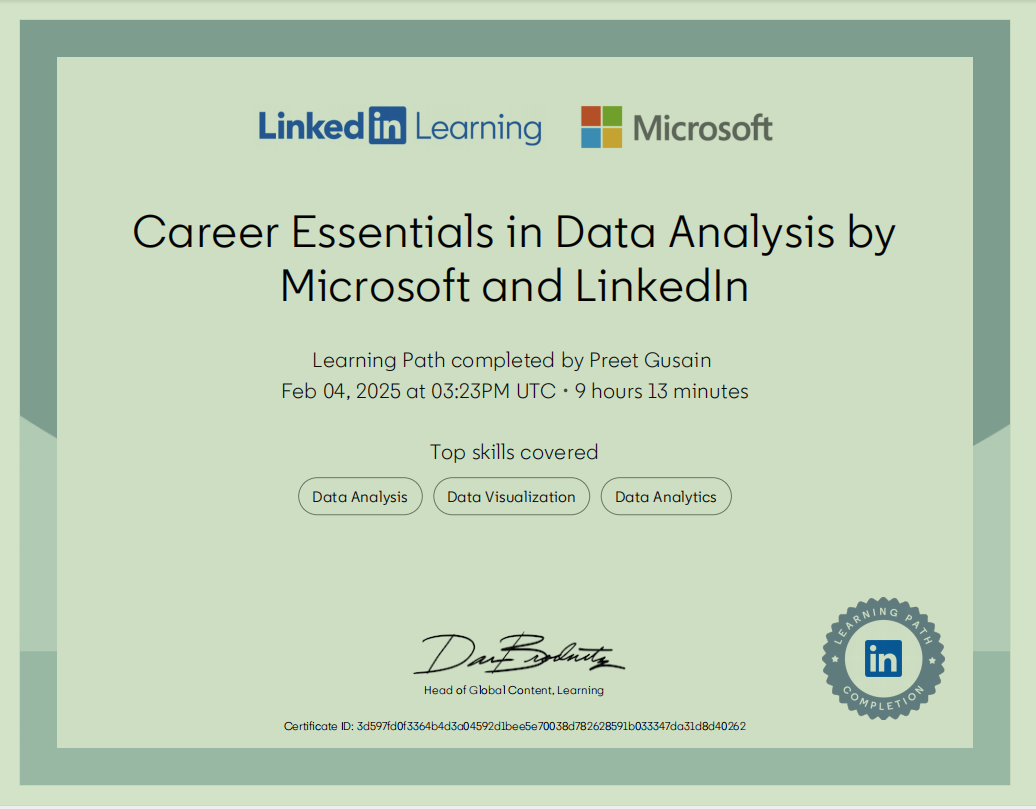 LinkedIn Learning Microsoft
Career Essentials in Data Analysis by
Microsoft and LinkedIn
Learning Path completed by Preet Gusain
Feb 04, 2025 at 03:23PM UTC • 9 hours 13 minutes
Top skills covered
Data Analysis Data Visualization Data Analytics
Dan Brodnitz
Head of Global Content, Learning
LEARNING PATH
in
COMPLETION
Certificate ID: 3d597fd0f3364b4d3a04592d1bee5e70038d782628591b033347da31d8d40262